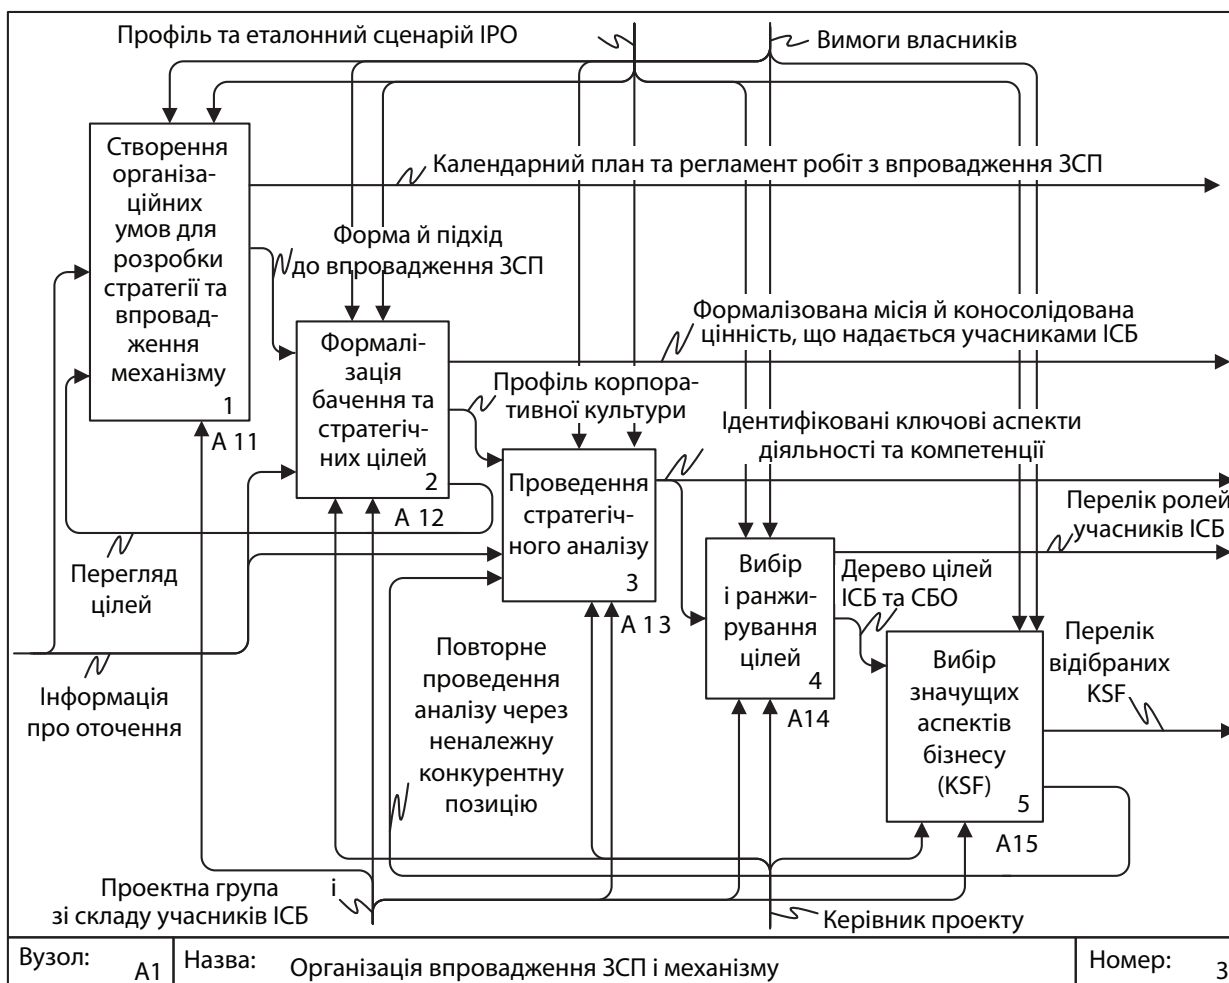 Профіль та еталонний сценарій ІРО
Вимоги власників
Створення
організа-
ційних
умов для
розробки
стратегії та
впровад-
ження
механізму
1
А 11
Календарний план та регламент робіт з впровадження ЗСП
Форма й підхід
до впровадження ЗСП
Формалі-
зація
бачення та
стратегіч-
них цілей
2
А 12
Формалізована місія й коносолідована
цінність, що надається учасниками ІСБ
Профіль корпора-
тивної культури
Ідентифіковані ключові аспекти
діяльності та компетенції
Проведення
стратегіч-
ного аналізу
3
А 13
Перелік ролей
учасників ІСБ
Перегляд
цілей
Вибір
і ранжи-
рування
цілей
4
А14
Дерево цілей
ІСБ та СБО
Інформація
про оточення
Повторне
проведення
аналізу через
неналежну
конкурентну
позицію
Вибір
значущих
аспектів
бізнесу
(KSF)
5
А15
Перелік
відібраних
KSF
Проектна група
зі складу учасників ІСБ
і
Керівник проекту
Вузол:
А1
Назва:
Організація впровадження ЗСП і механізму
Номер:
3